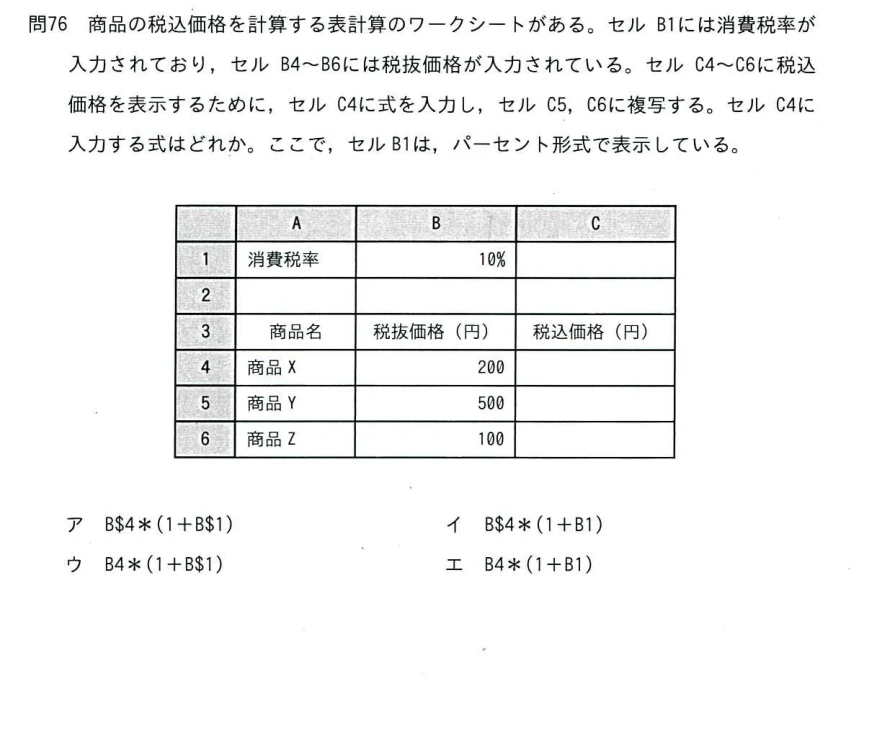 問76 商品の税込価格を計算する表計算のワークシートがある。セル B1には消費税率が
入力されており，セル B4～B6には税抜価格が入力されている。セル C4～C6に税込
価格を表示するために，セル C4に式を入力し，セル C5，C6に複写する。セル C4に
入力する式はどれか。ここで，セル B1は，パーセント形式で表示している。
A B C
1 消費税率 10%
2
3 商品名 税抜価格（円） 税込価格（円）
4 商品 X 200
5 商品 Y 500
6 商品 Z 100
ア B$4＊(1＋B$1) イ B$4＊(1＋B1)
ウ B4＊(1＋B$1) エ B4＊(1＋B1)